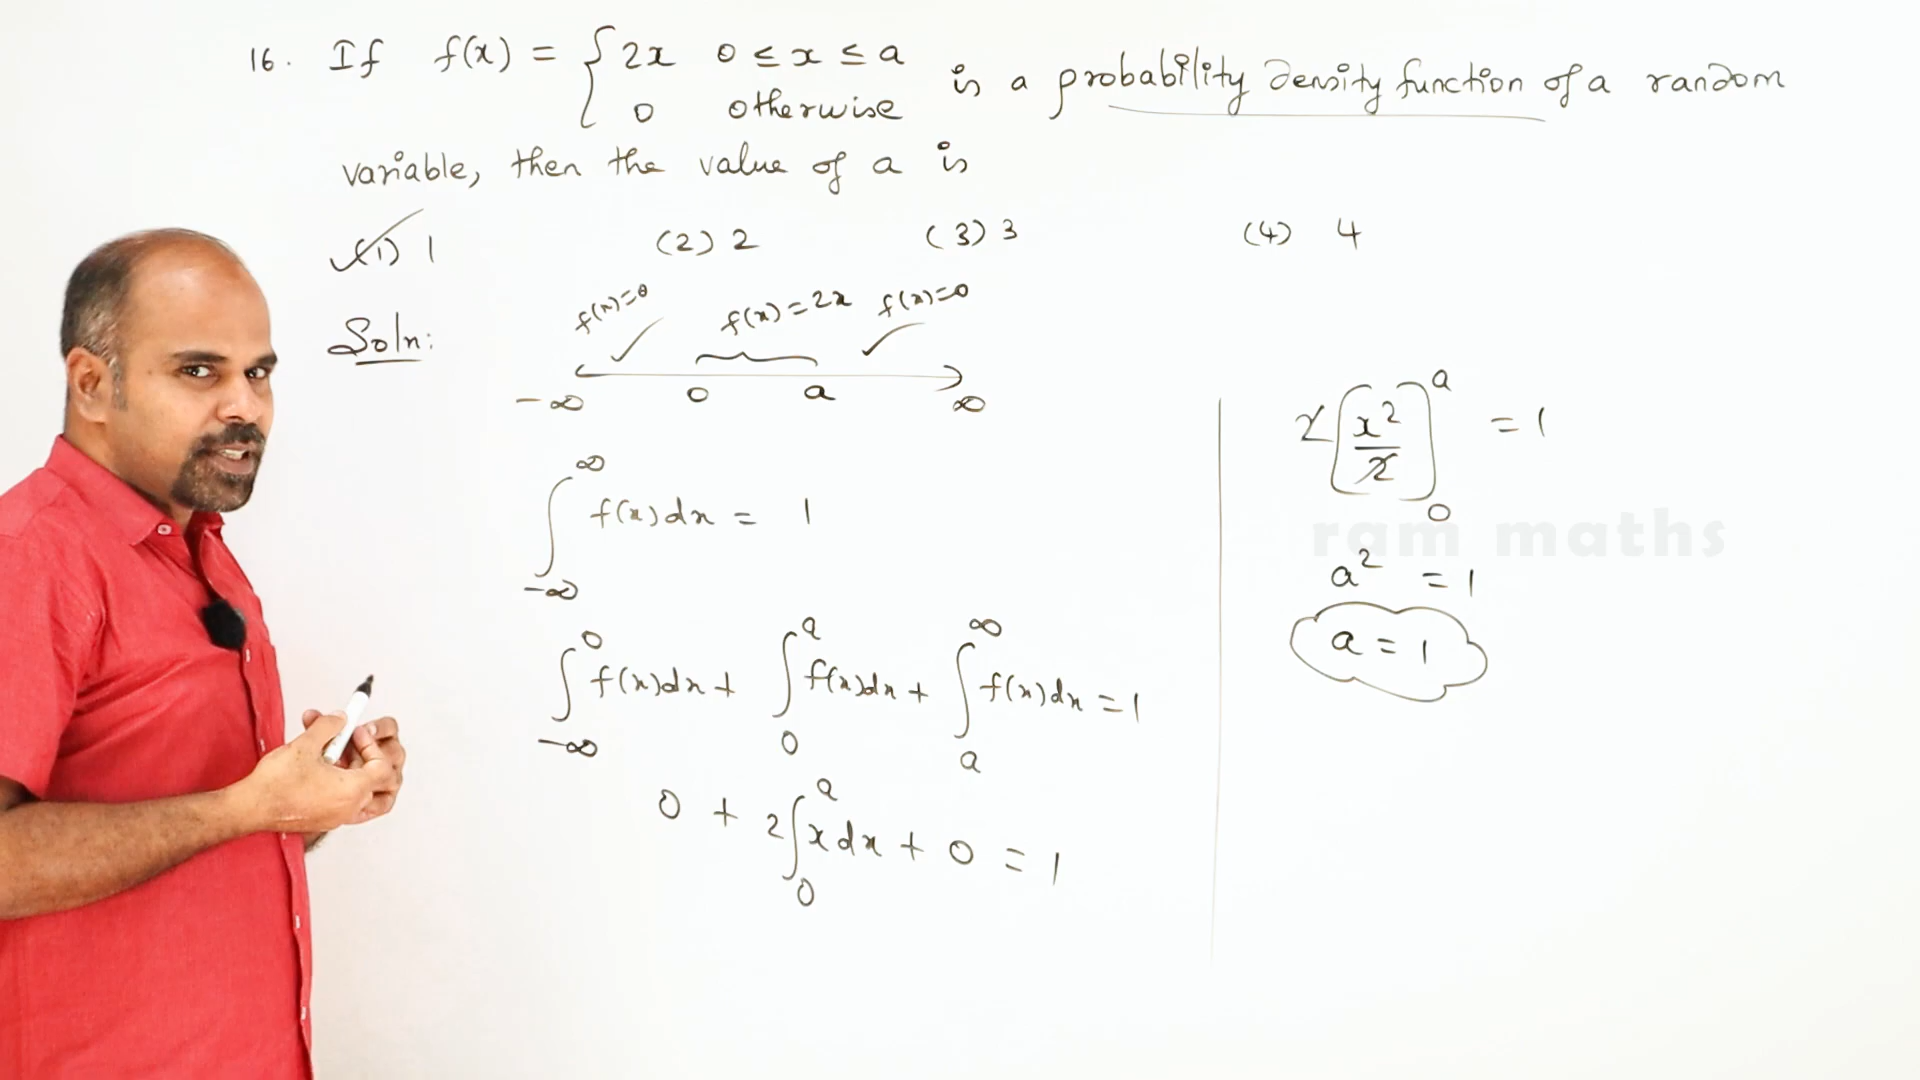 16. If f(x) = { 2x 0 ≤ x ≤ a
0 otherwise
is a probability density function of a random
variable, then the value of a is
(1) 1 (2) 2 (3) 3 (4) 4
Soln:
f(x)=0 f(x)=2x f(x)=0
-∞ 0 a ∞
∫_{-∞}^{∞} f(x)dx = 1
∫_{-∞}^{0} f(x)dx + ∫_{0}^{a} f(x)dx + ∫_{a}^{∞} f(x)dx = 1
0 + 2∫_{0}^{a} x dx + 0 = 1
2[x²/2]_{0}^{a} = 1
ram maths
a² = 1
a = 1